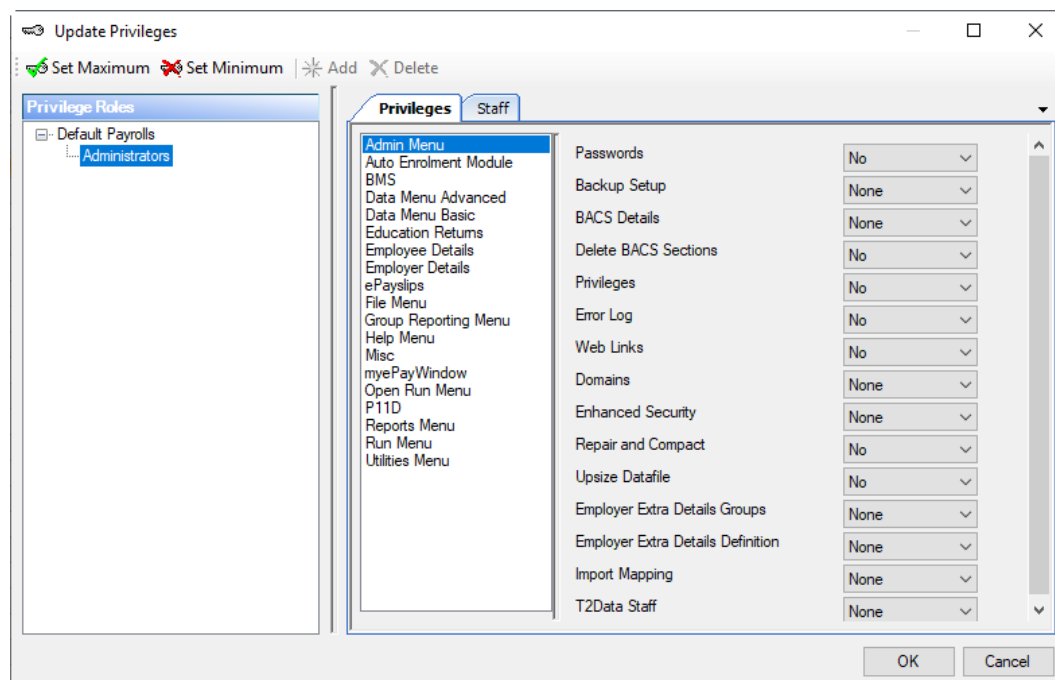 Update Privileges
Set Maximum Set Minimum Add Delete
Privilege Roles
Default Payrolls
Administrators
Privileges Staff
Admin Menu
Auto Enrolment Module
BMS
Data Menu Advanced
Data Menu Basic
Education Returns
Employee Details
Employer Details
ePayslips
File Menu
Group Reporting Menu
Help Menu
Misc
myePayWindow
Open Run Menu
P11D
Reports Menu
Run Menu
Utilities Menu
Passwords No
Backup Setup None
BACS Details None
Delete BACS Sections No
Privileges No
Error Log No
Web Links No
Domains None
Enhanced Security None
Repair and Compact No
Upsize Datafile No
Employer Extra Details Groups None
Employer Extra Details Definition None
Import Mapping None
T2Data Staff None
OK Cancel